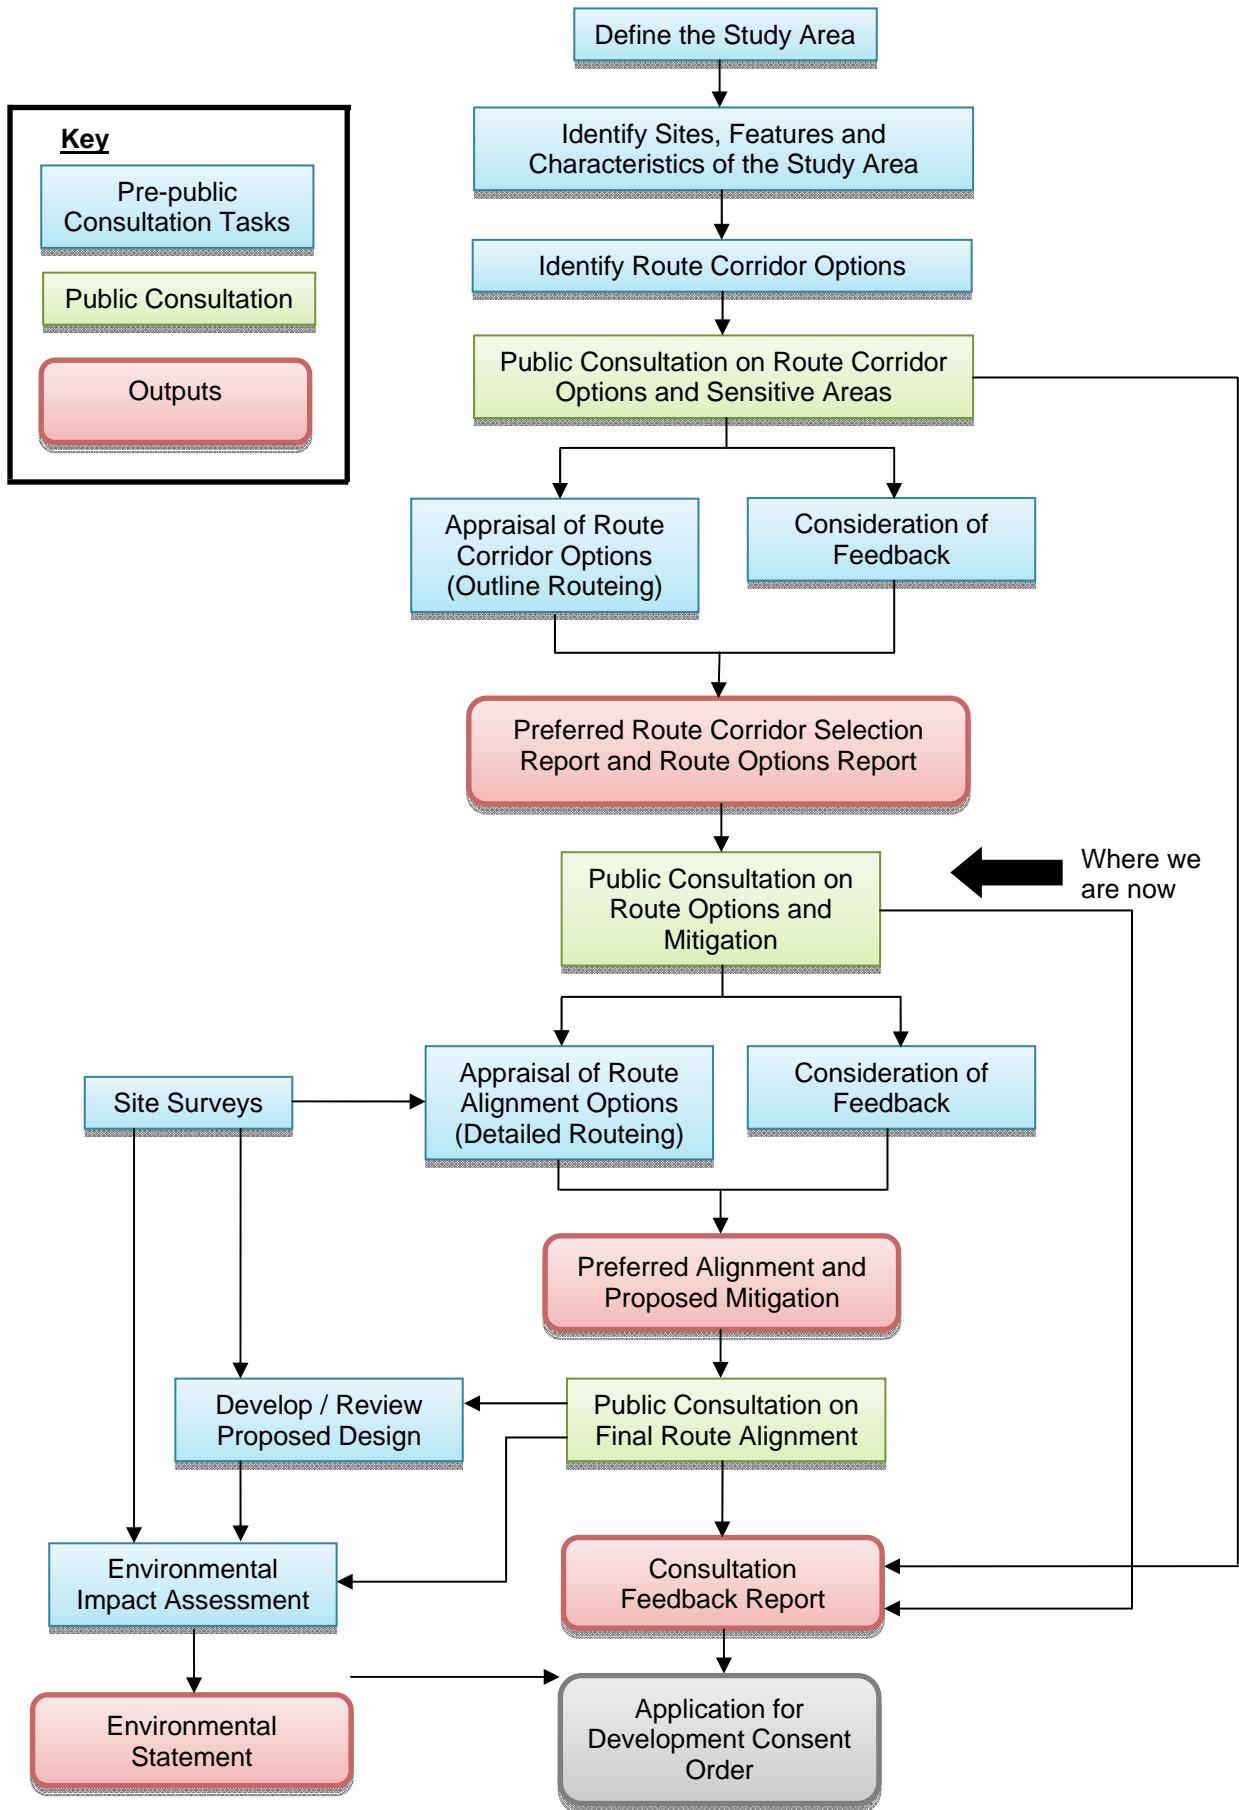 Define the Study Area
Key
Pre-public
Consultation Tasks
Public Consultation
Outputs
Identify Sites, Features and
Characteristics of the Study Area
Identify Route Corridor Options
Public Consultation on Route Corridor
Options and Sensitive Areas
Appraisal of Route
Corridor Options
(Outline Routeing)
Consideration of
Feedback
Preferred Route Corridor Selection
Report and Route Options Report
Public Consultation on
Route Options and
Mitigation
Where we
are now
Site Surveys
Appraisal of Route
Alignment Options
(Detailed Routeing)
Consideration of
Feedback
Preferred Alignment and
Proposed Mitigation
Develop / Review
Proposed Design
Public Consultation on
Final Route Alignment
Environmental
Impact Assessment
Consultation
Feedback Report
Environmental
Statement
Application for
Development Consent
Order